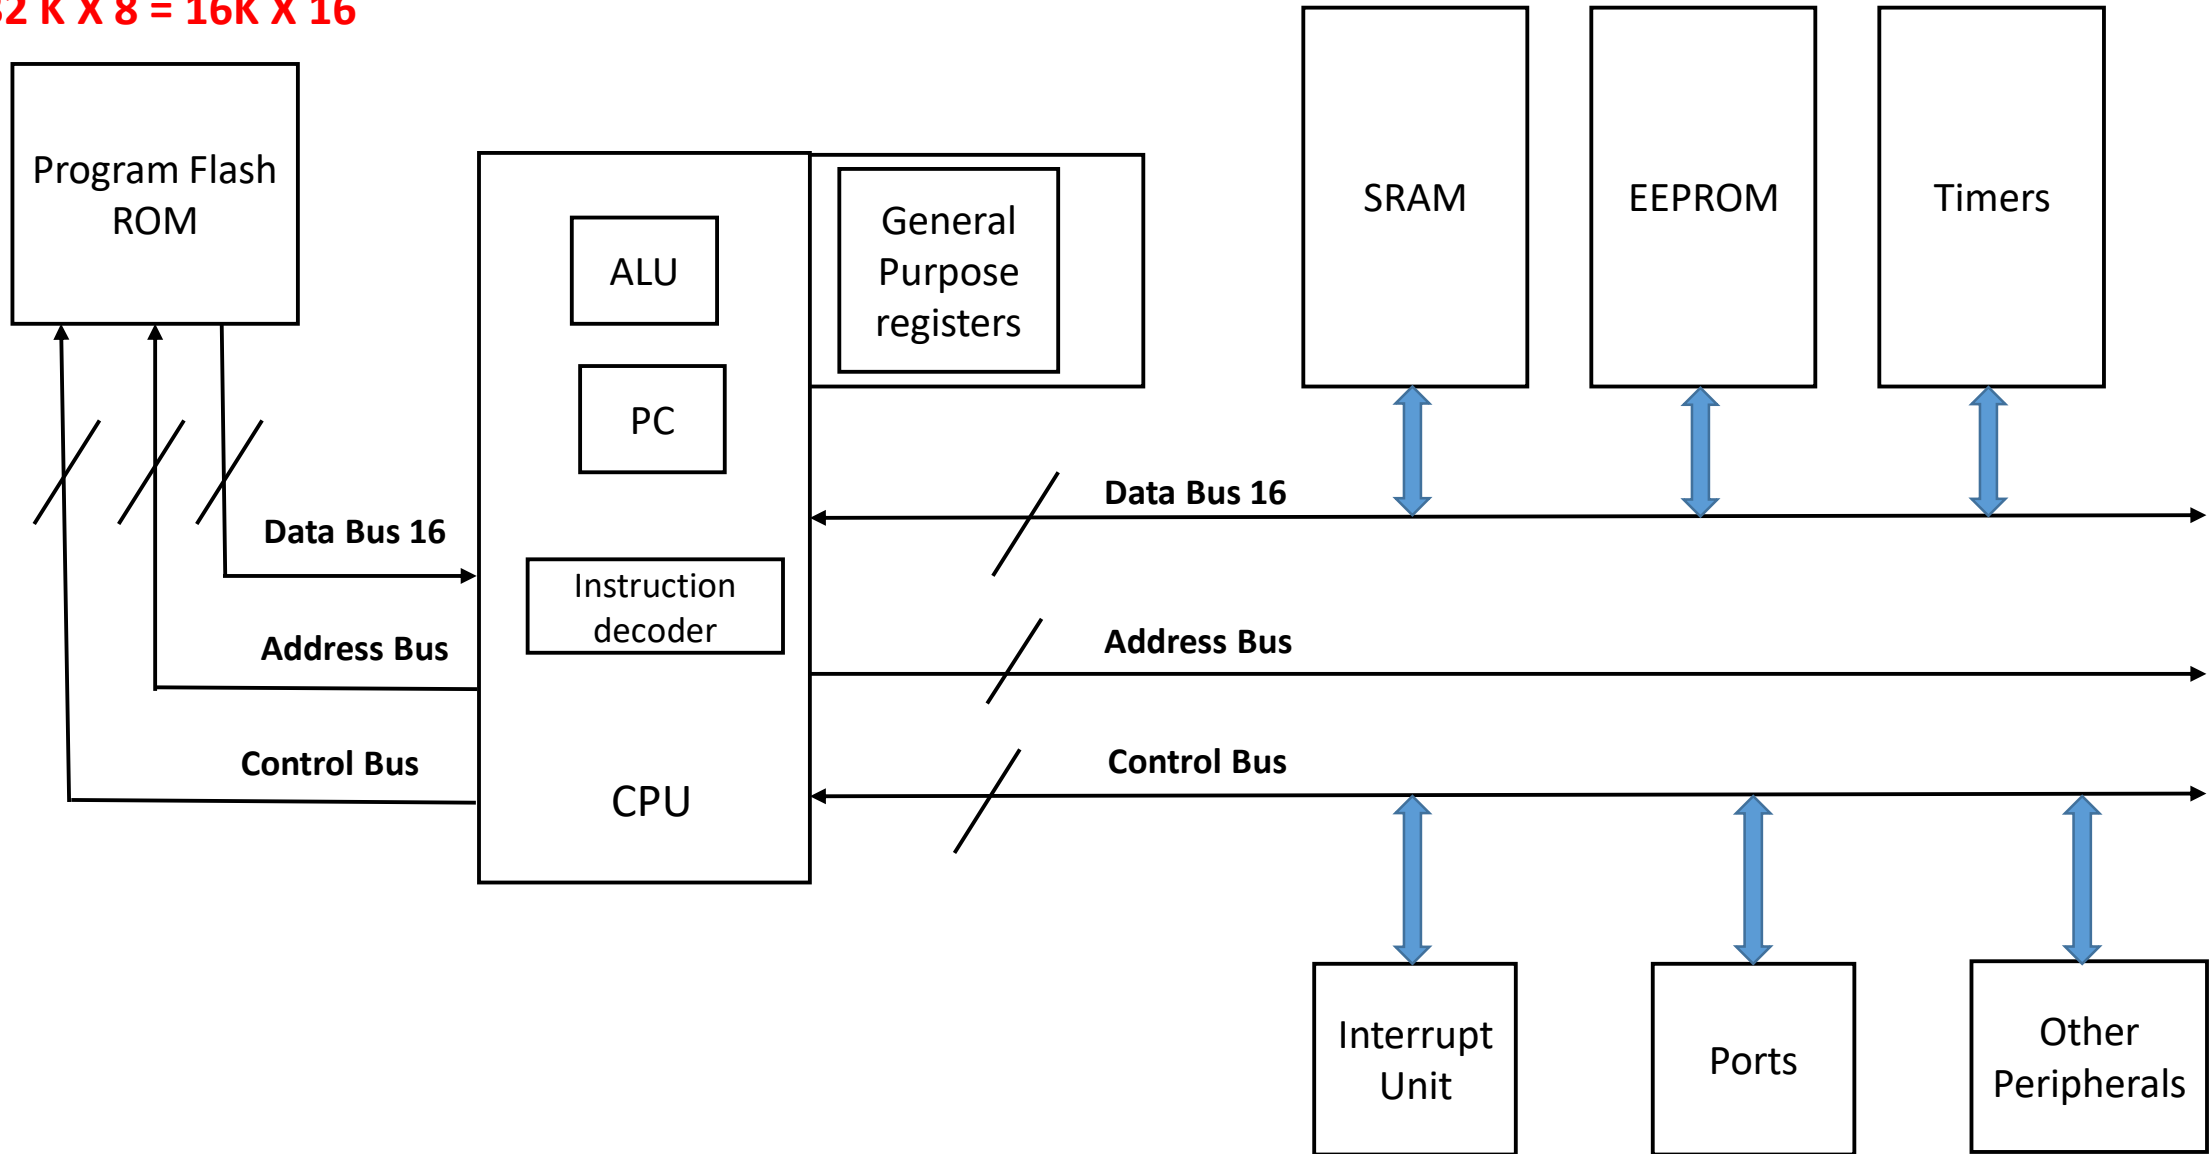 32 K X 8 = 16K X 16
Program Flash
ROM
ALU
PC
Instruction
decoder
CPU
General
Purpose
registers
SRAM
EEPROM
Timers
Data Bus 16
Address Bus
Control Bus
Data Bus 16
Address Bus
Control Bus
Interrupt
Unit
Ports
Other
Peripherals